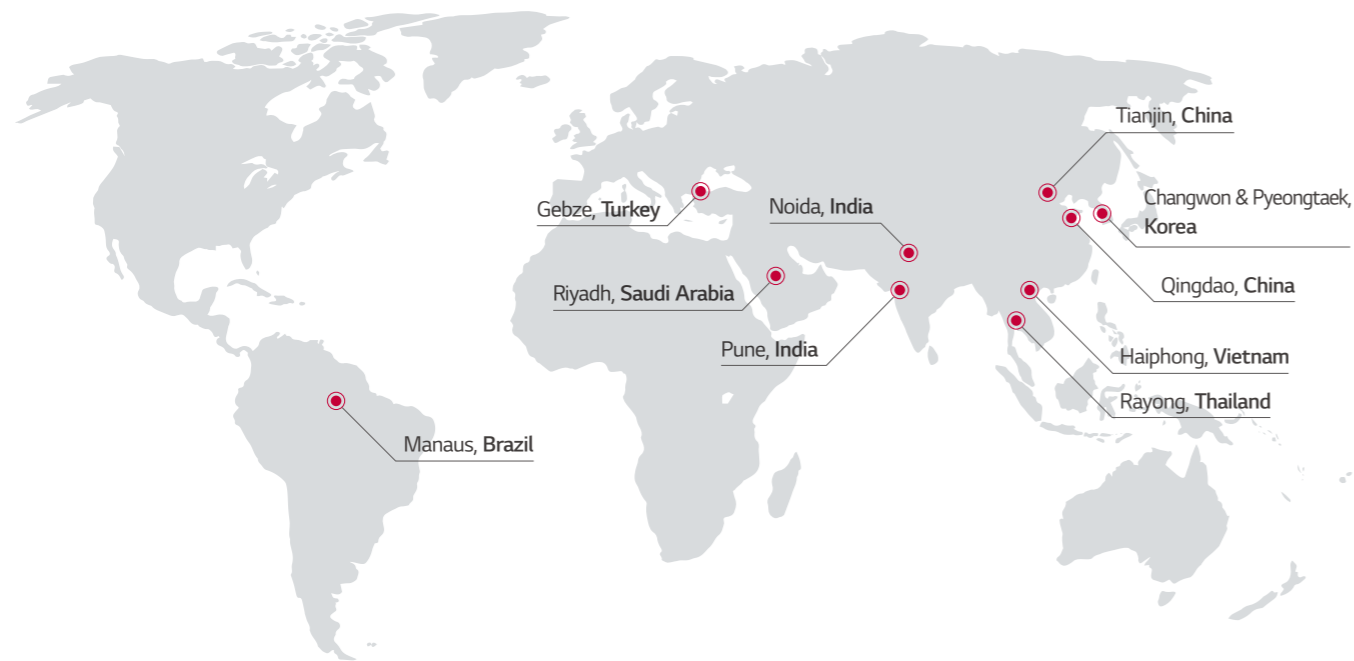 Tianjin, China
Changwon & Pyeongtaek,
Korea
Gebze, Turkey
Noida, India
Qingdao, China
Riyadh, Saudi Arabia
Pune, India
Haiphong, Vietnam
Rayong, Thailand
Manaus, Brazil